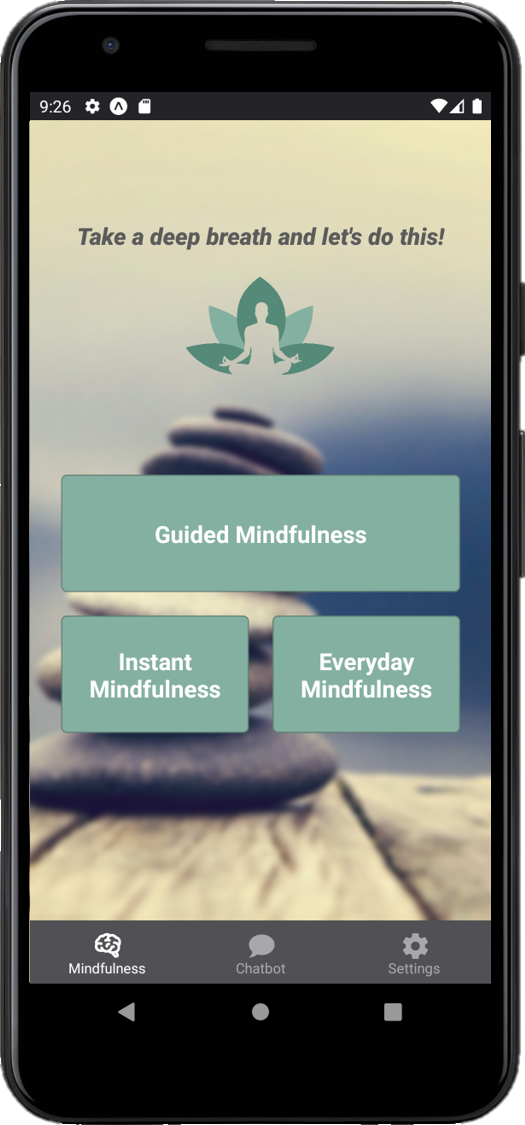 9:26
Take a deep breath and let's do this!
Guided Mindfulness
Instant
Mindfulness
Everyday
Mindfulness
Mindfulness
Chatbot
Settings